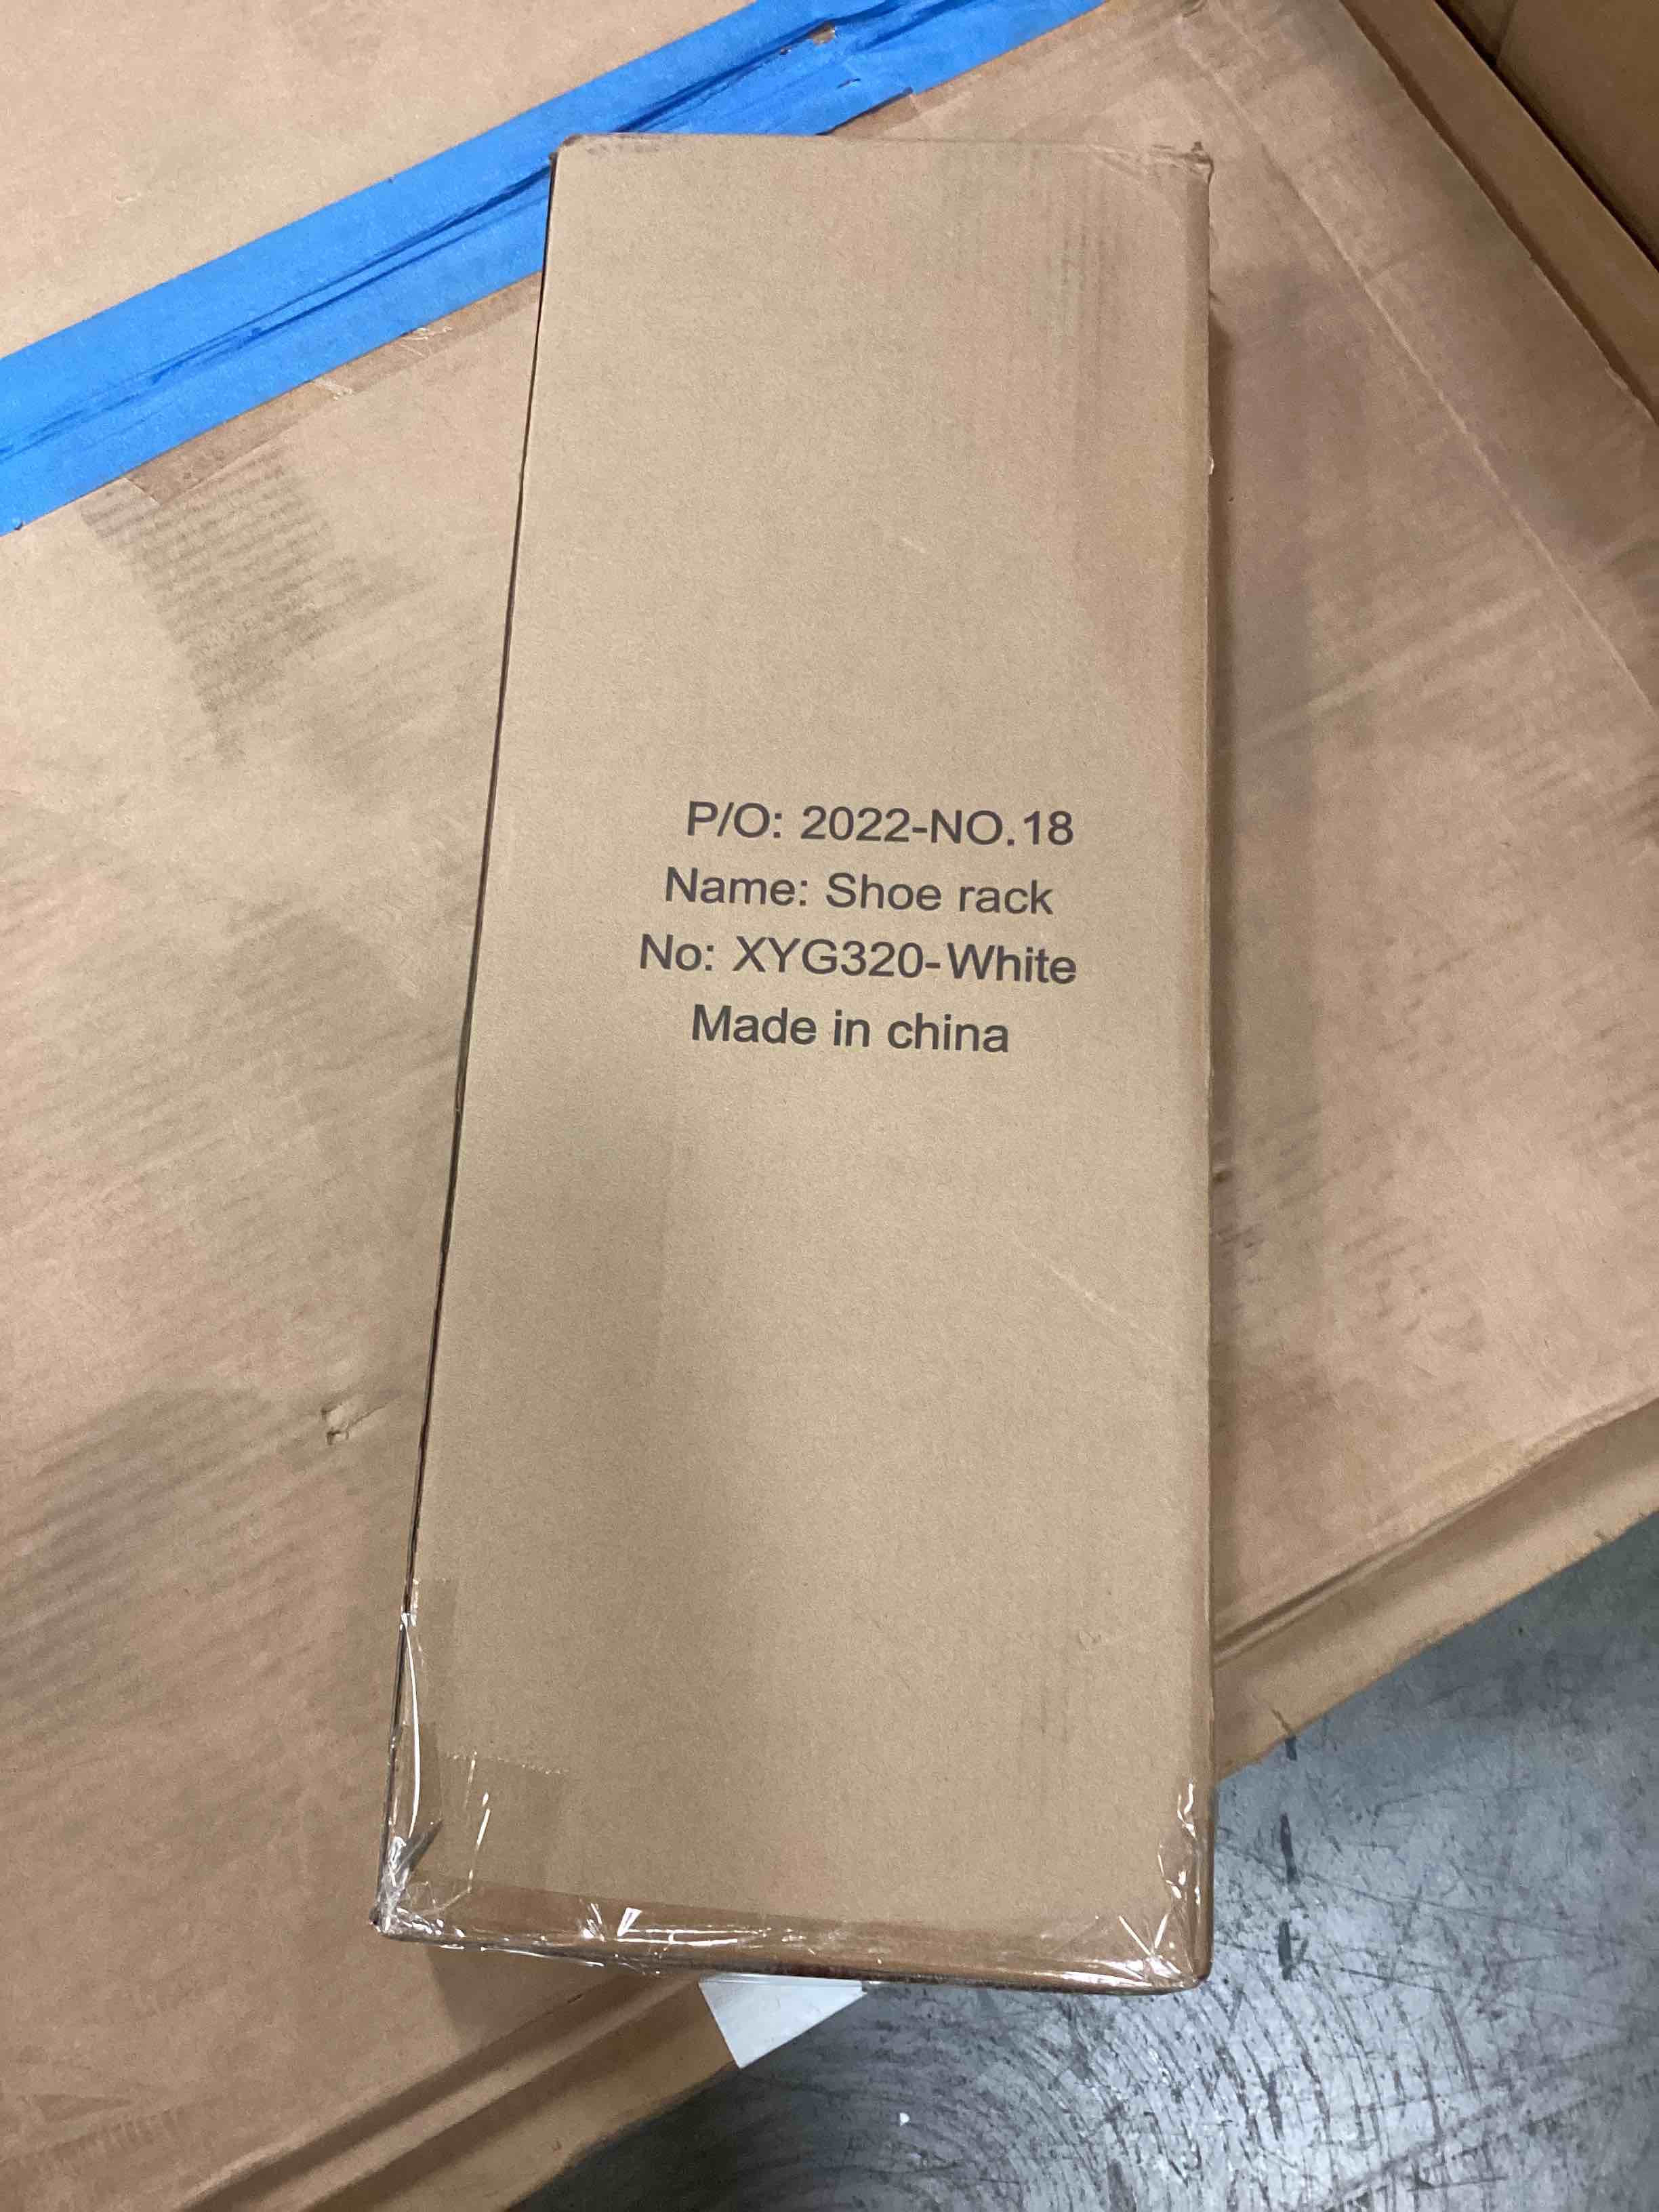 P/O: 2022-NO.18
Name: Shoe rack
No: XYG320-White
Made in china